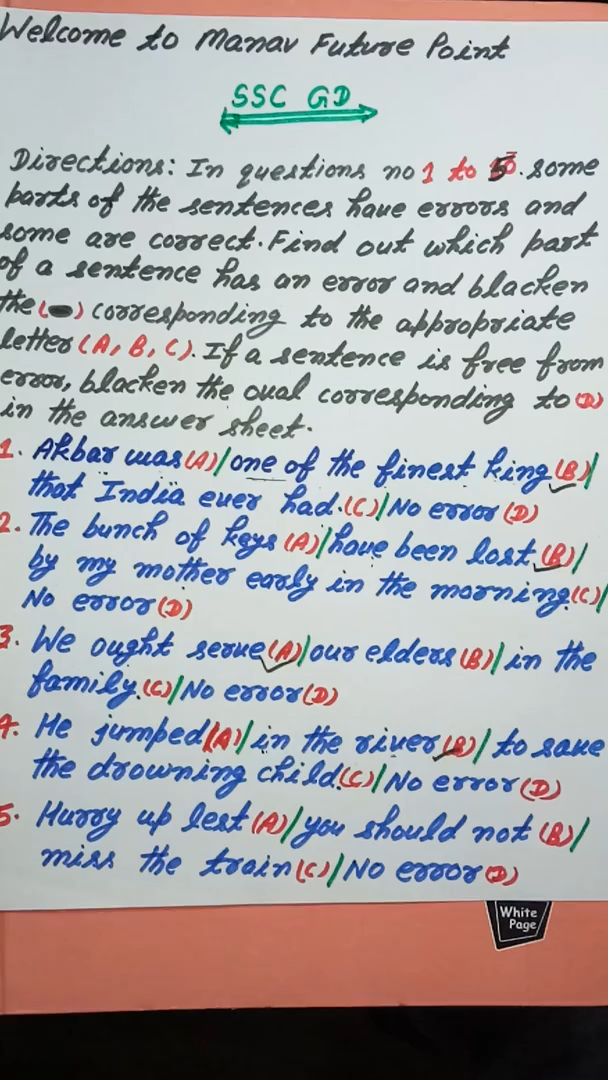 Welcome to Manav Future Point
SSC GD
Directions: In questions no 1 to 5. some
parts of the sentences have errors and
some are correct. Find out which part
of a sentence has an error and blacken
the ( ) corresponding to the appropriate
letter (A, B, C). If a sentence is free from
error, blacken the oval corresponding to (D)
in the answer sheet.
1. Akbar was (A)/one of the finest king (B)/
that India ever had.(C)/No error (D)
2. The bunch of keys (A)/have been lost (B)/
by my mother early in the morning.(C)/
No error (D)
3. We ought serve (A)/our elders (B)/in the
family.(C)/No error (D)
4. He jumped (A)/in the river (B)/to save
the drowning child.(C)/No error (D)
5. Hurry up lest (A)/you should not (B)/
miss the train (C)/No error (D)
White
Page